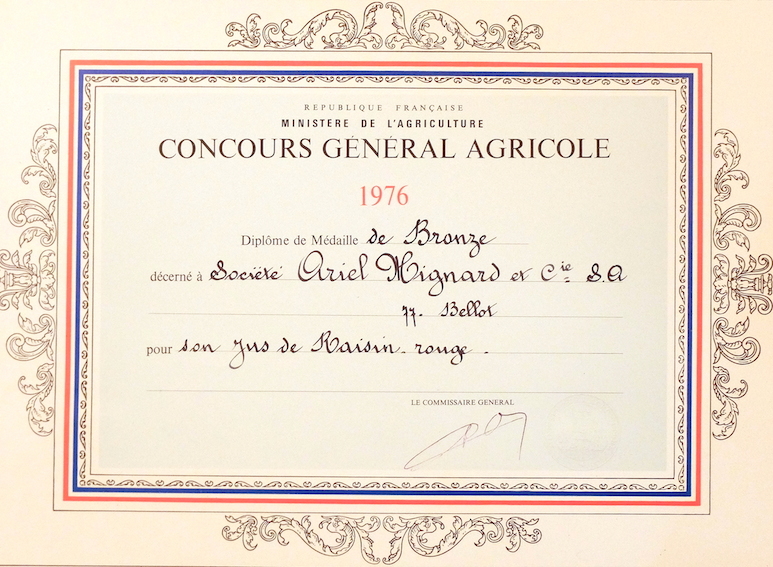 REPUBLIQUE FRANÇAISE
MINISTERE DE L'AGRICULTURE
CONCOURS GÉNÉRAL AGRICOLE
1976
Diplôme de Médaille de Bronze
décerné à Société Ariel Mignard et Cie S.A
77. Bellot
pour son Jus de Raisin rouge.
LE COMMISSAIRE GENERAL